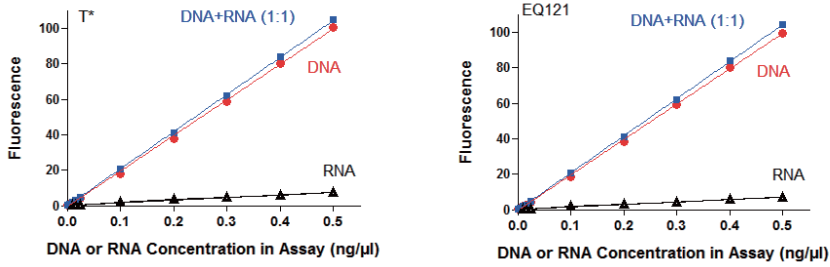 T*
DNA+RNA (1:1)
DNA
RNA
Fluorescence
100
80
60
40
20
0
0.0 0.1 0.2 0.3 0.4 0.5
DNA or RNA Concentration in Assay (ng/µl)
EQ121
DNA+RNA (1:1)
DNA
RNA
Fluorescence
100
80
60
40
20
0
0.0 0.1 0.2 0.3 0.4 0.5
DNA or RNA Concentration in Assay (ng/µl)